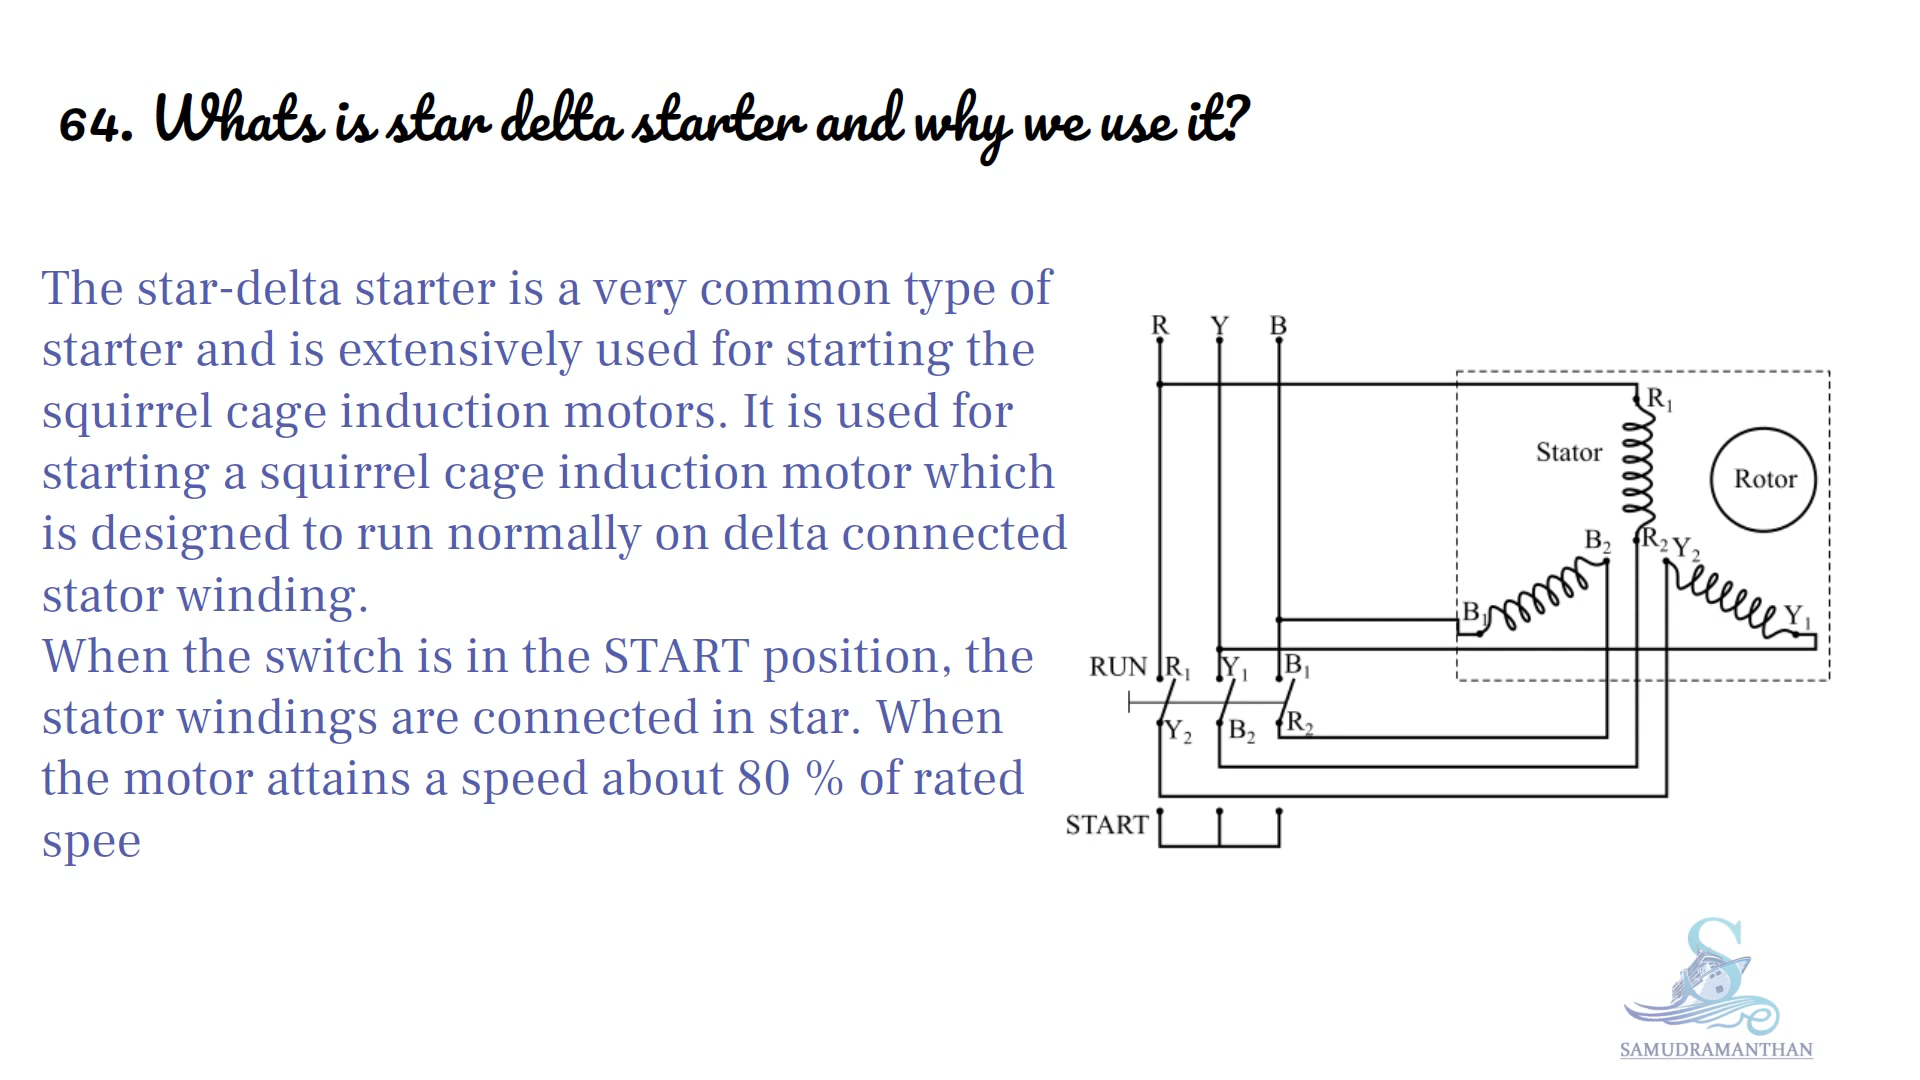 64. Whats is star delta starter and why we use it?
The star-delta starter is a very common type of
starter and is extensively used for starting the
squirrel cage induction motors. It is used for
starting a squirrel cage induction motor which
is designed to run normally on delta connected
stator winding.
When the switch is in the START position, the
stator windings are connected in star. When
the motor attains a speed about 80 % of rated
spee
R Y B
R₁
Stator
Rotor
B₂ R₂ Y₂
B₁ Y₁
RUN R₁ Y₁ B₁
Y₂ B₂ R₂
START
SAMUDRAMANTHAN